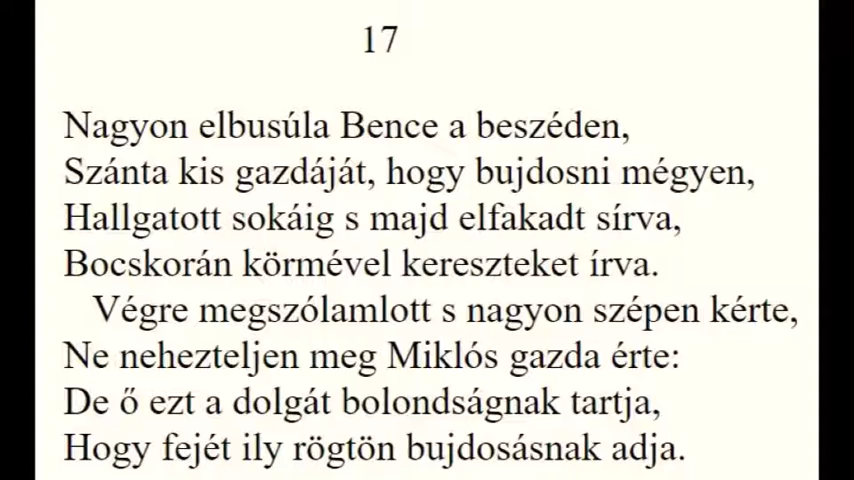 17
Nagyon elbusúla Bence a beszéden,
Szánta kis gazdáját, hogy bujdosni mégyen,
Hallgatott sokáig s majd elfakadt sírva,
Bocskorán körmével kereszteket írva.
Végre megszólamlott s nagyon szépen kérte,
Ne nehezteljen meg Miklós gazda érte:
De ő ezt a dolgát bolondságnak tartja,
Hogy fejét ily rögtön bujdosásnak adja.